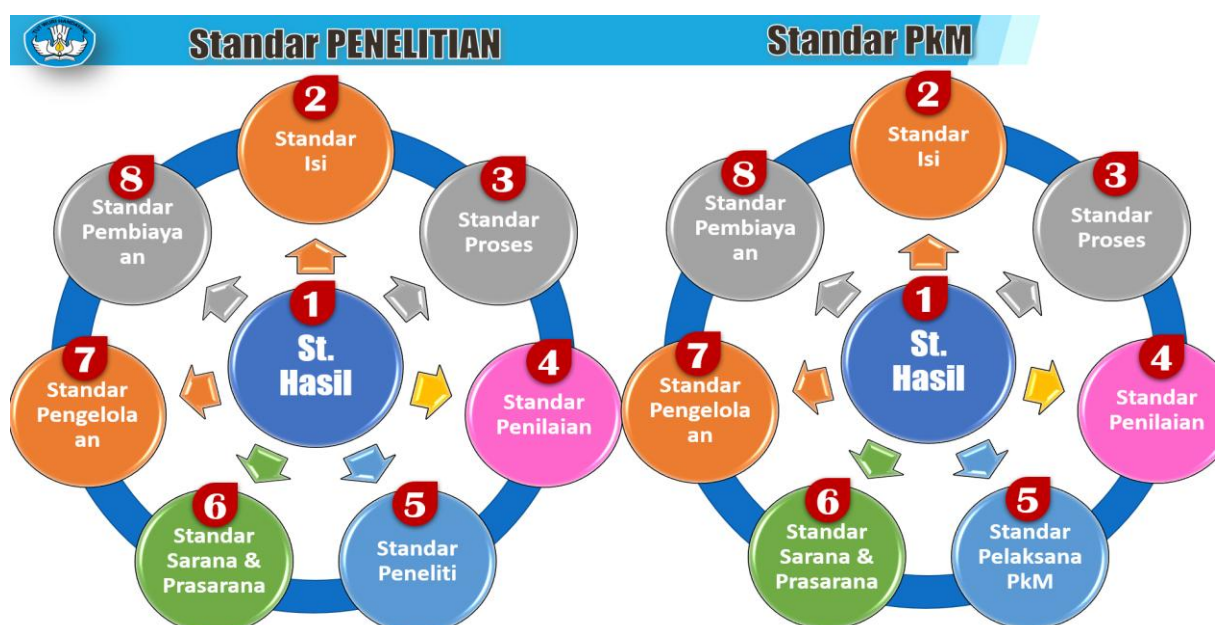 Standar PENELITIAN
2
Standar
Isi
8
Standar
Pembiaya
an
3
Standar
Proses
1
St.
Hasil
7
Standar
Pengelola
an
4
Standar
Penilaian
6
Standar
Sarana &
Prasarana
5
Standar
Peneliti
Standar PkM
2
Standar
Isi
8
Standar
Pembiaya
an
3
Standar
Proses
1
St.
Hasil
7
Standar
Pengelola
an
4
Standar
Penilaian
6
Standar
Sarana &
Prasarana
5
Standar
Pelaksana
PkM